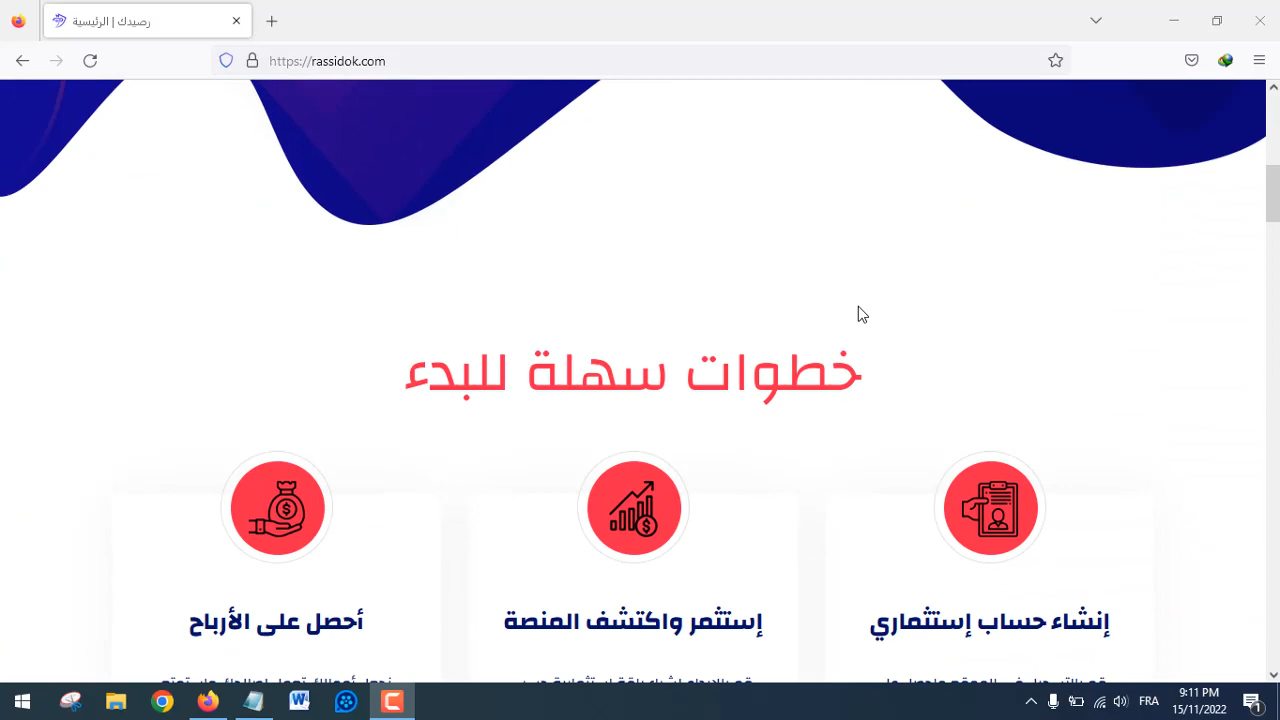 رصيدك | الرئيسية
https://rassidok.com
خطوات سهلة للبدء
إنشاء حساب إستثماري
إستثمر واكتشف المنصة
أحصل على الأرباح
FRA
9:11 PM
15/11/2022
1